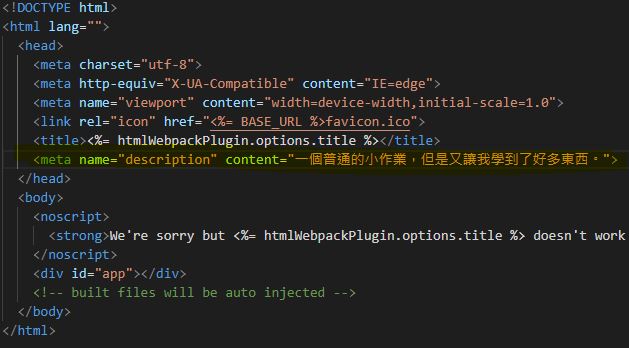 <!DOCTYPE html>
<html lang="">
<head>
<meta charset="utf-8">
<meta http-equiv="X-UA-Compatible" content="IE=edge">
<meta name="viewport" content="width=device-width,initial-scale=1.0">
<link rel="icon" href="<%= BASE_URL %>favicon.ico">
<title><%= htmlWebpackPlugin.options.title %></title>
<meta name="description" content="一個普通的小作業，但是又讓我學到了好多東西。">
</head>
<body>
<noscript>
<strong>We're sorry but <%= htmlWebpackPlugin.options.title %> doesn't work
</noscript>
<div id="app"></div>
<!-- built files will be auto injected -->
</body>
</html>